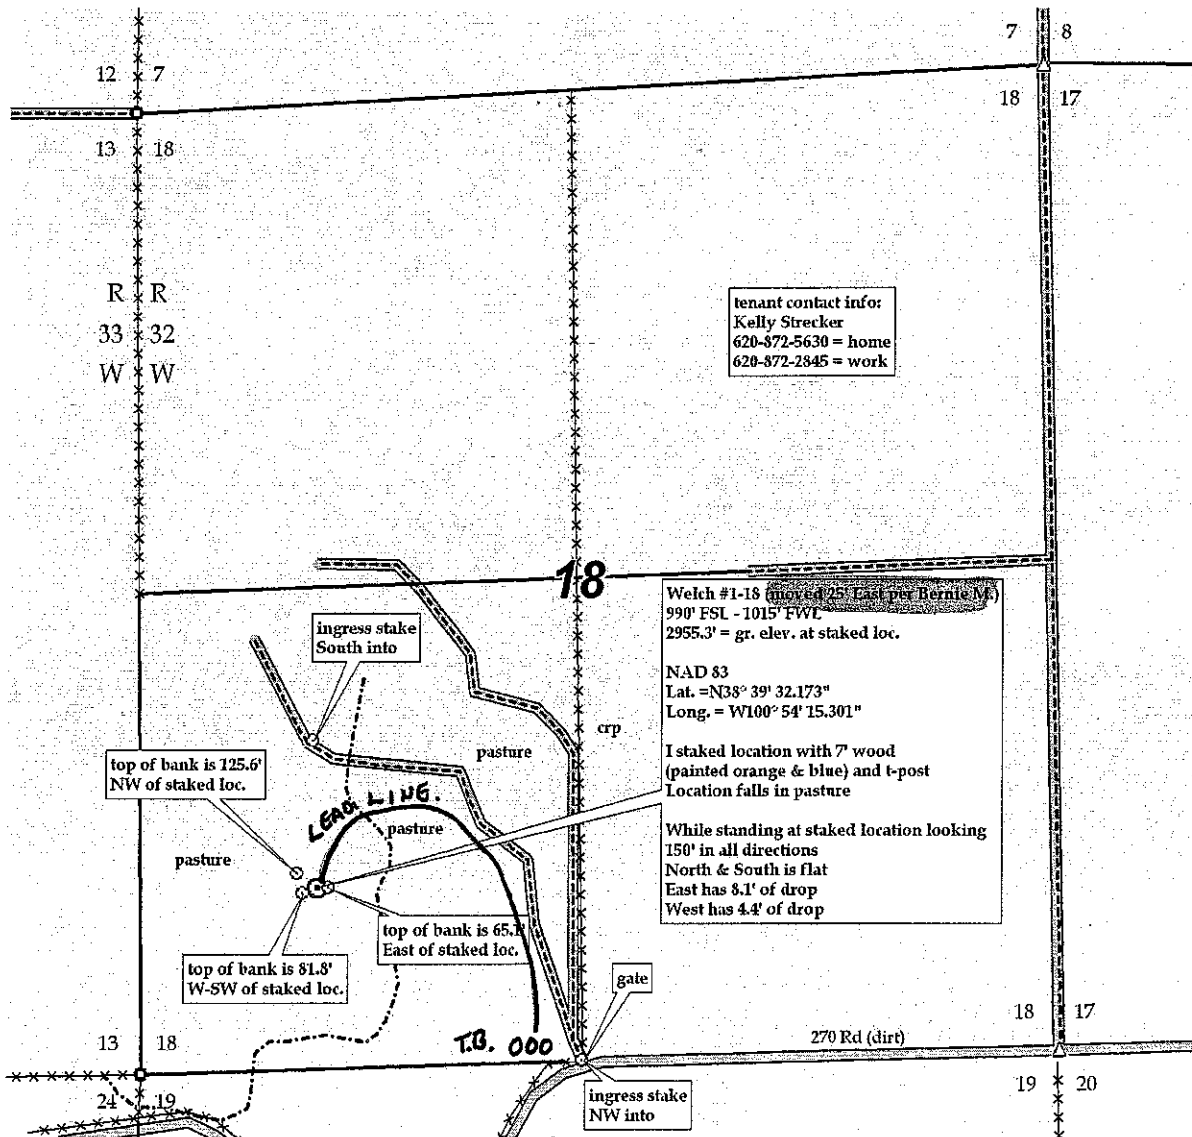 7 8
12 7
18 17
13 18
R R
33 32
W W
tenant contact info:
Kelly Strecker
620-872-5630 = home
620-872-2845 = work
18
Welch #1-18 (moved 25' East per Bernie M.)
990' FSL - 1015' FWL
2955.3' = gr. elev. at staked loc.
NAD 83
Lat. =N38° 39' 32.173"
Long. = W100° 54' 15.301"
I staked location with 7' wood
(painted orange & blue) and t-post
Location falls in pasture
While standing at staked location looking
150' in all directions
North & South is flat
East has 8.1' of drop
West has 4.4' of drop
ingress stake
South into
crp
pasture
top of bank is 125.6'
NW of staked loc.
LEAD LINE.
pasture
pasture
top of bank is 65.1'
East of staked loc.
top of bank is 81.8'
W-SW of staked loc.
gate
18 17
270 Rd (dirt)
T.B. 000
13 18
19 20
24 19
ingress stake
NW into